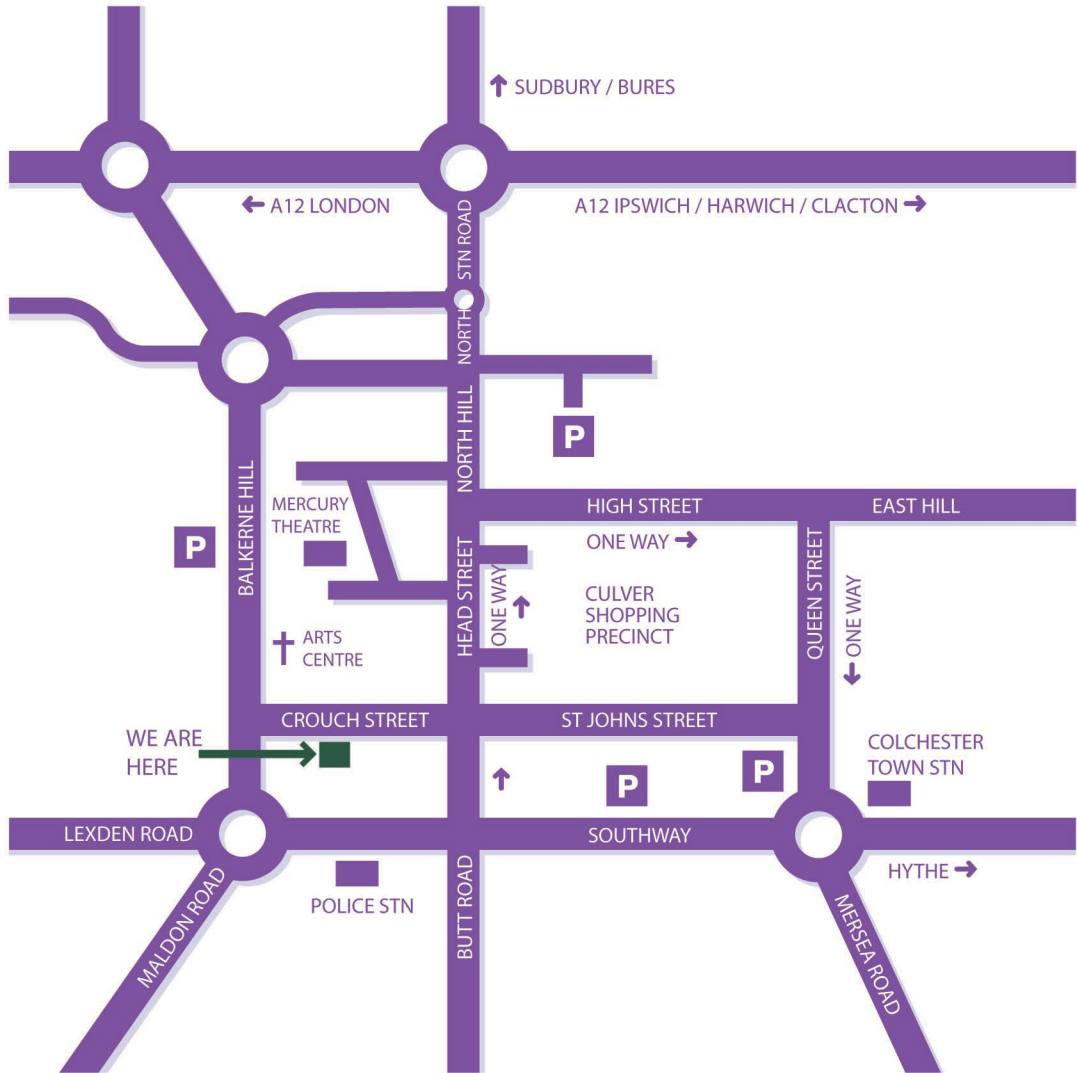 SUDBURY / BURES
A12 LONDON
A12 IPSWICH / HARWICH / CLACTON
NORTH STN ROAD
NORTH HILL
P
BALKERNE HILL
MERCURY
THEATRE
P
HIGH STREET
EAST HILL
ONE WAY
HEAD STREET
ONE WAY
CULVER
SHOPPING
PRECINCT
QUEEN STREET
ONE WAY
ARTS
CENTRE
CROUCH STREET
ST JOHNS STREET
WE ARE
HERE
COLCHESTER
TOWN STN
P
P
LEXDEN ROAD
SOUTHWAY
HYTHE
POLICE STN
MALDON ROAD
BUTT ROAD
MERSEA ROAD